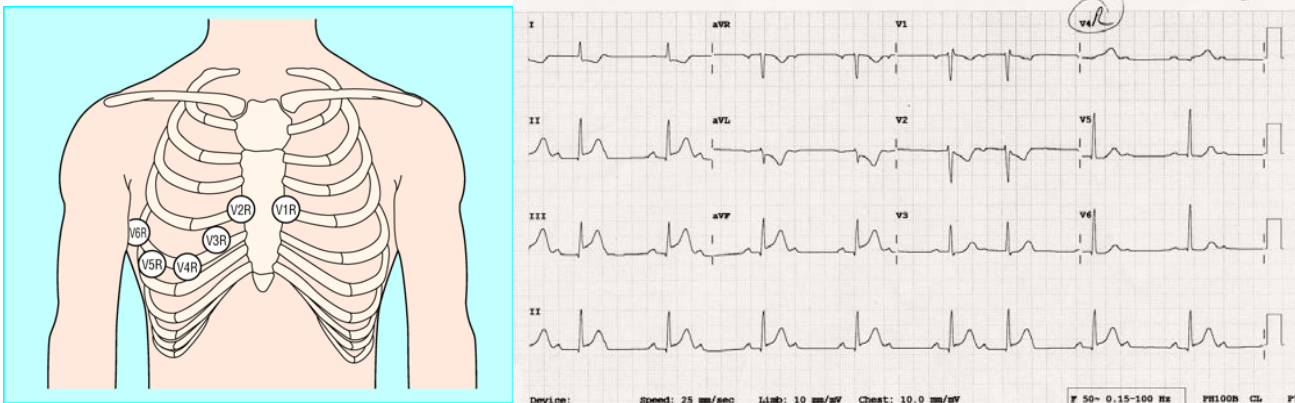 V2R V1R
V6R V3R
V5R V4R
I aVR V1 V4 R
II aVL V2 V5
III aVF V3 V6
II
Device: Speed: 25 mm/sec Limb: 10 mm/mV Chest: 10.0 mm/mV F 50~ 0.15-100 Hz PH100B CL